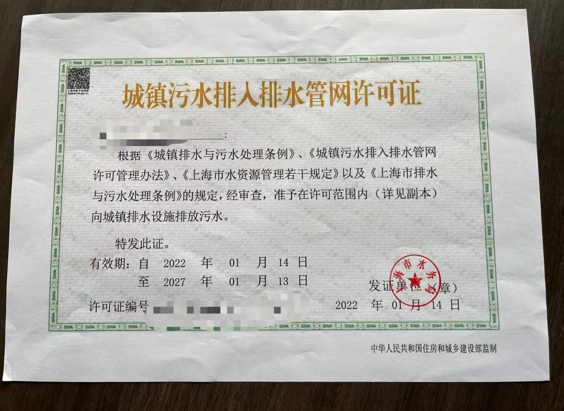 城镇污水排入排水管网许可证
：
根据《城镇排水与污水处理条例》、《城镇污水排入排水管网
许可管理办法》、《上海市水资源管理若干规定》以及《上海市排水
与污水处理条例》的规定，经审查，准予在许可范围内（详见副本）
向城镇排水设施排放污水。
特发此证。
有效期：自 2022 年 01 月 14 日
至 2027 年 01 月 13 日
发证单位（章）
上海市水务局
许可证编号
2022 年 01 月 14 日
中华人民共和国住房和城乡建设部监制